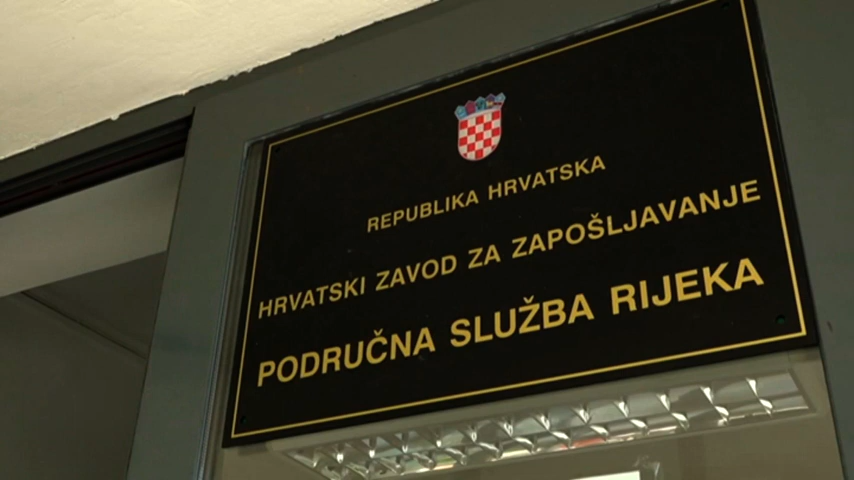 REPUBLIKA HRVATSKA
HRVATSKI ZAVOD ZA ZAPOŠLJAVANJE
PODRUČNA SLUŽBA RIJEKA